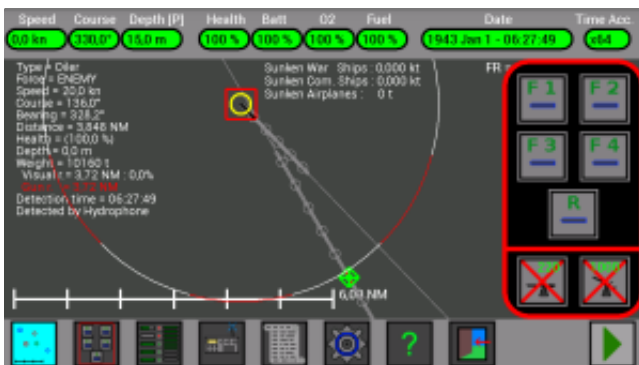 Speed Course Depth [P] Health Batt O2 Fuel Date Time Acc.
0,0 kn 330,0° 15,0 m 100 % 100 % 100 % 100 % 1943 Jan 1 - 06:27:49 x64
Type = Oiler
Force = ENEMY
Speed = 20,0 kn
Course = 136,0°
Bearing = 328,2°
Distance = 3,848 NM
Health = (100,0 %)
Depth = 0,0 m
Weight = 10160 t
Visual r = 3,72 NM : 0,0%
Detection time = 06:27:49
Detected by Hydrophone
Sunken War Ships : 0,000 kt
Sunken Com. Ships : 0,000 kt
Sunken Airplanes : 0 t
FR =
F 1 F 2
F 3 F 4
R
6,09 NM
?